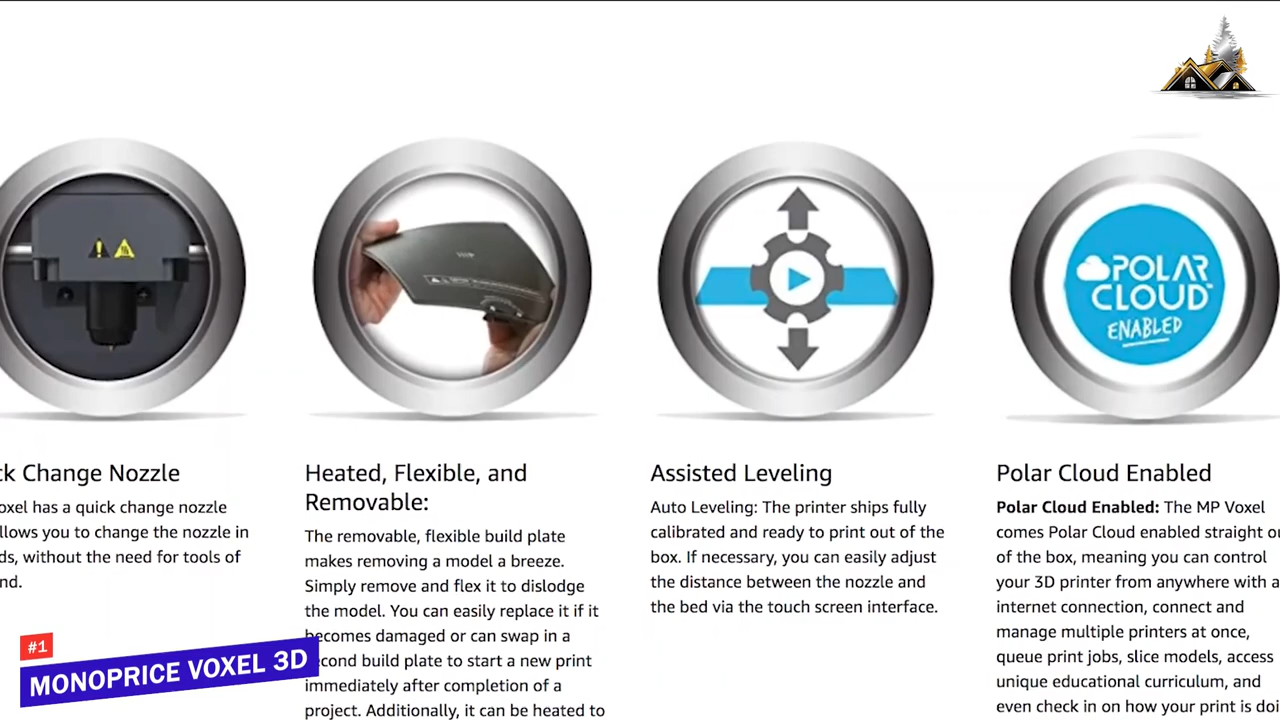 POLAR
CLOUD
ENABLED
Change Nozzle
has a quick change nozzle
you to change the nozzle in
without the need for tools of
Heated, Flexible, and
Removable:
The removable, flexible build plate
makes removing a model a breeze.
Simply remove and flex it to dislodge
the model. You can easily replace it if it
becomes damaged or can swap in a
second build plate to start a new print
immediately after completion of a
project. Additionally, it can be heated to
Assisted Leveling
Auto Leveling: The printer ships fully
calibrated and ready to print out of the
box. If necessary, you can easily adjust
the distance between the nozzle and
the bed via the touch screen interface.
Polar Cloud Enabled
Polar Cloud Enabled: The MP Voxel
comes Polar Cloud enabled straight
of the box, meaning you can control
your 3D printer from anywhere with
internet connection, connect and
manage multiple printers at once,
queue print jobs, slice models, access
unique educational curriculum, and
even check in on how your print is
#1
MONOPRICE VOXEL 3D